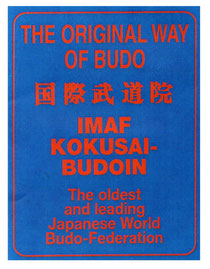 THE ORIGINAL WAY
OF BUDO
国際武道院
IMAF
KOKUSAI-
BUDOIN
The oldest
and leading
Japanese World
Budo-Federation